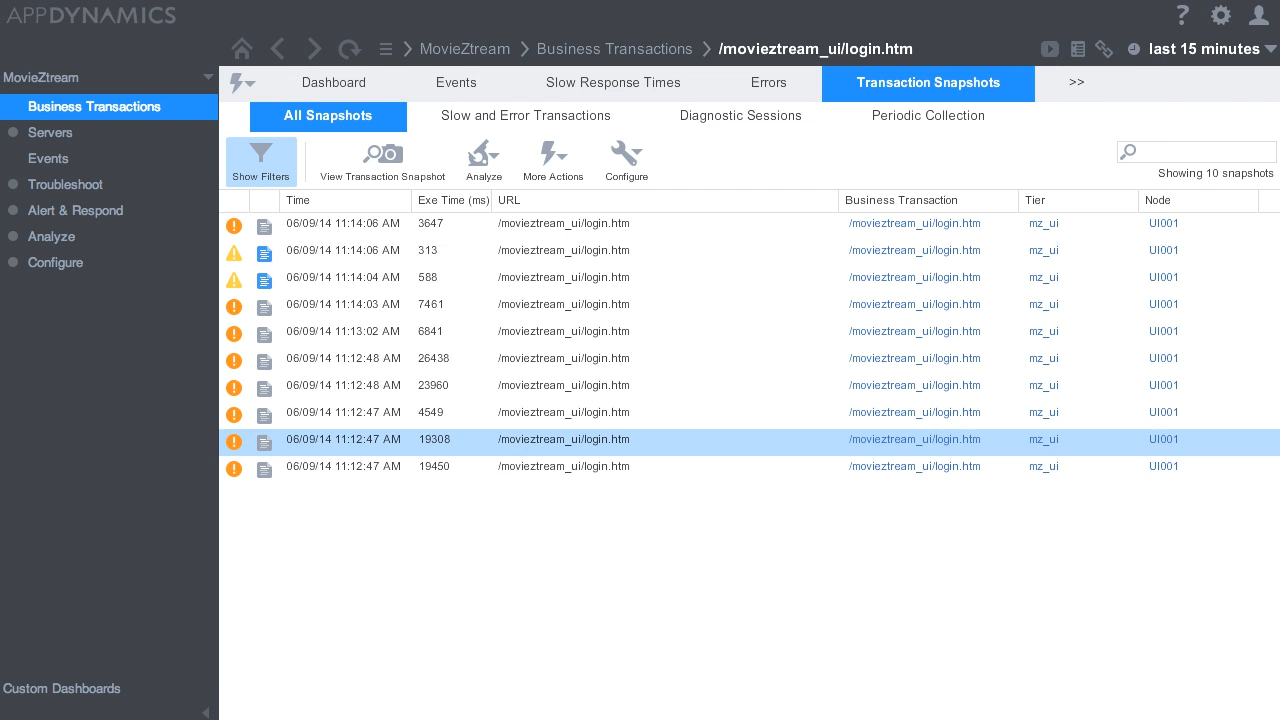 APPDYNAMICS
MovieZtream
Business Transactions
/movieztream_ui/login.htm
last 15 minutes
MovieZtream
Business Transactions
Servers
Events
Troubleshoot
Alert & Respond
Analyze
Configure
Custom Dashboards
Dashboard
Events
Slow Response Times
Errors
Transaction Snapshots
>>
All Snapshots
Slow and Error Transactions
Diagnostic Sessions
Periodic Collection
Show Filters
View Transaction Snapshot
Analyze
More Actions
Configure
Showing 10 snapshots
Time Exe Time (ms) URL Business Transaction Tier Node
06/09/14 11:14:06 AM 3647 /movieztream_ui/login.htm /movieztream_ui/login.htm mz_ui UI001
06/09/14 11:14:06 AM 313 /movieztream_ui/login.htm /movieztream_ui/login.htm mz_ui UI001
06/09/14 11:14:04 AM 588 /movieztream_ui/login.htm /movieztream_ui/login.htm mz_ui UI001
06/09/14 11:14:03 AM 7461 /movieztream_ui/login.htm /movieztream_ui/login.htm mz_ui UI001
06/09/14 11:13:02 AM 6841 /movieztream_ui/login.htm /movieztream_ui/login.htm mz_ui UI001
06/09/14 11:12:48 AM 26438 /movieztream_ui/login.htm /movieztream_ui/login.htm mz_ui UI001
06/09/14 11:12:48 AM 23960 /movieztream_ui/login.htm /movieztream_ui/login.htm mz_ui UI001
06/09/14 11:12:47 AM 4549 /movieztream_ui/login.htm /movieztream_ui/login.htm mz_ui UI001
06/09/14 11:12:47 AM 19308 /movieztream_ui/login.htm /movieztream_ui/login.htm mz_ui UI001
06/09/14 11:12:47 AM 19450 /movieztream_ui/login.htm /movieztream_ui/login.htm mz_ui UI001